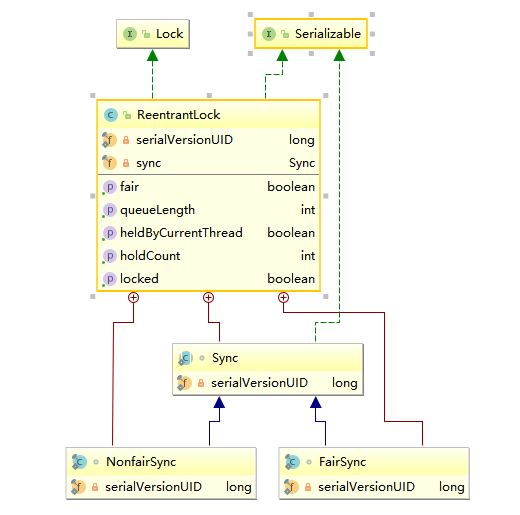 Lock
Serializable
ReentrantLock
serialVersionUID long
sync Sync
fair boolean
queueLength int
heldByCurrentThread boolean
holdCount int
locked boolean
Sync
serialVersionUID long
NonfairSync
serialVersionUID long
FairSync
serialVersionUID long